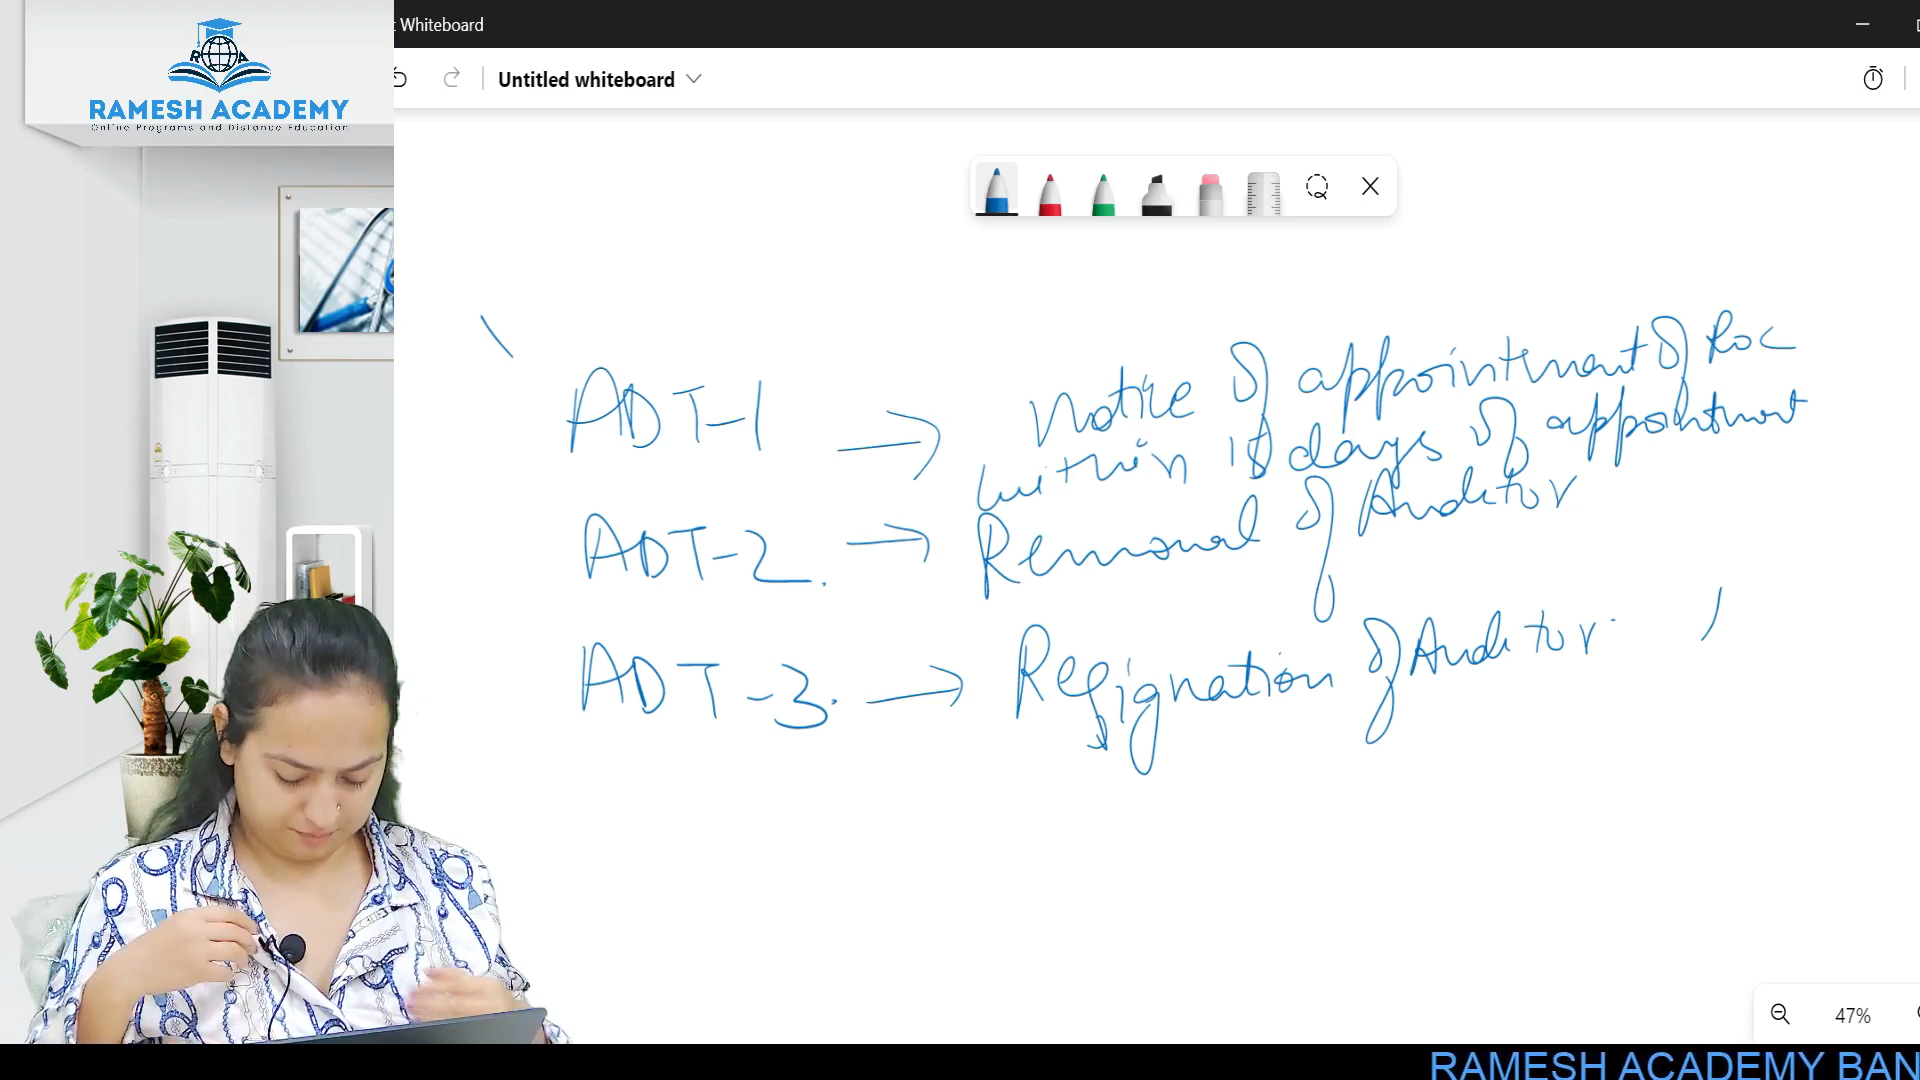 RA
RAMESH ACADEMY
Online Programs and Distance Education
t Whiteboard
Untitled whiteboard
ADT-1 → Notice of appointment of ROC
within 15 days of appointment
ADT-2. → Removal of Auditor
ADT-3. → Resignation of Auditor.
47%
RAMESH ACADEMY BAN